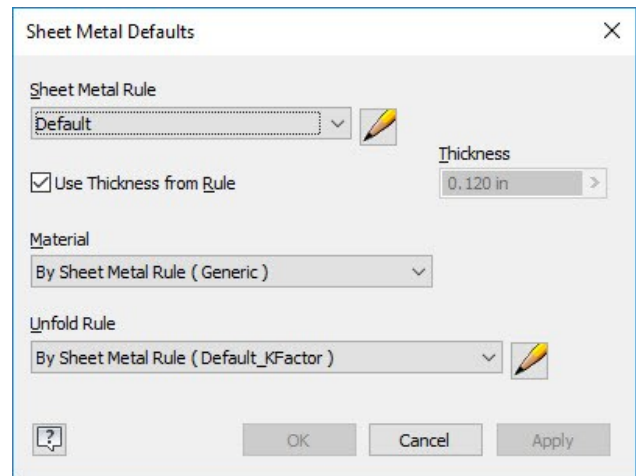 Sheet Metal Defaults
Sheet Metal Rule
Default
Thickness
Use Thickness from Rule
0.120 in
Material
By Sheet Metal Rule ( Generic )
Unfold Rule
By Sheet Metal Rule ( Default_KFactor )
OK Cancel Apply